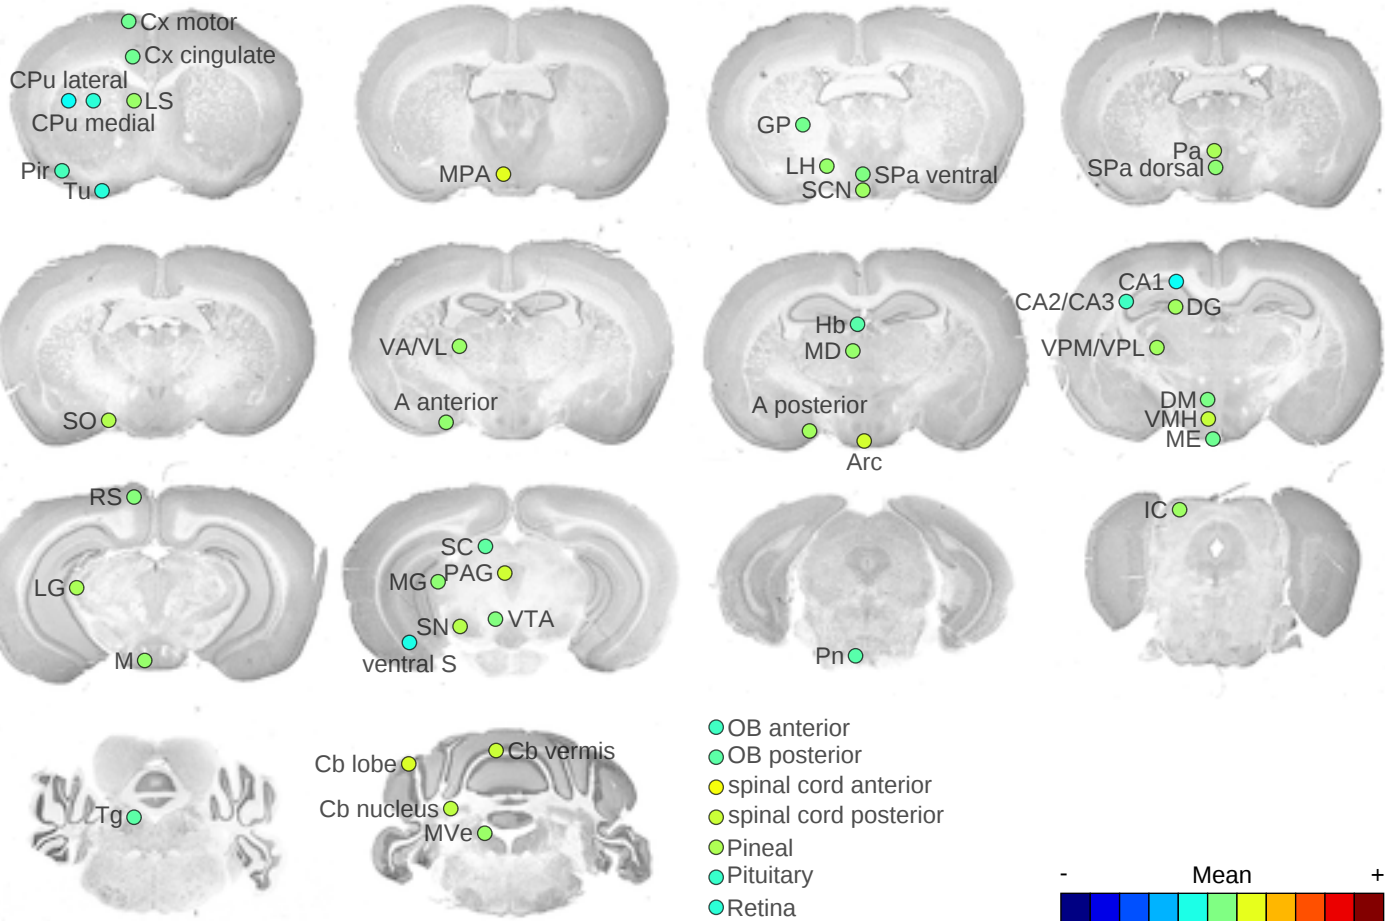 Cx motor
Cx cingulate
CPu lateral
LS
CPu medial
Pir
Tu
MPA
GP
LH
SPa ventral
SCN
Pa
SPa dorsal
SO
VA/VL
A anterior
Hb
MD
A posterior
Arc
CA1
CA2/CA3
DG
VPM/VPL
DM
VMH
ME
RS
LG
M
SC
MG
PAG
SN
VTA
ventral S
Pn
IC
Tg
Cb lobe
Cb vermis
Cb nucleus
MVe
OB anterior
OB posterior
spinal cord anterior
spinal cord posterior
Pineal
Pituitary
Retina
- Mean +